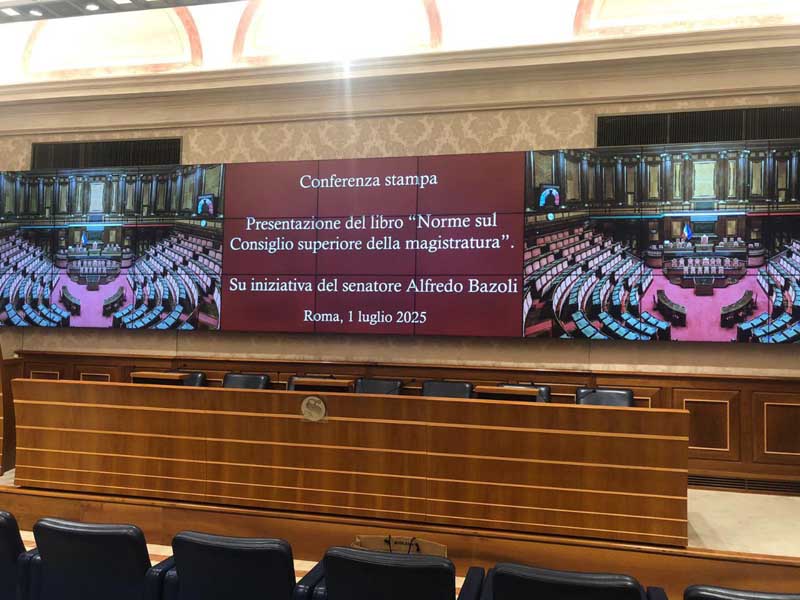 Conferenza stampa
Presentazione del libro “Norme sul
Consiglio superiore della magistratura”.
Su iniziativa del senatore Alfredo Bazoli
Roma, 1 luglio 2025